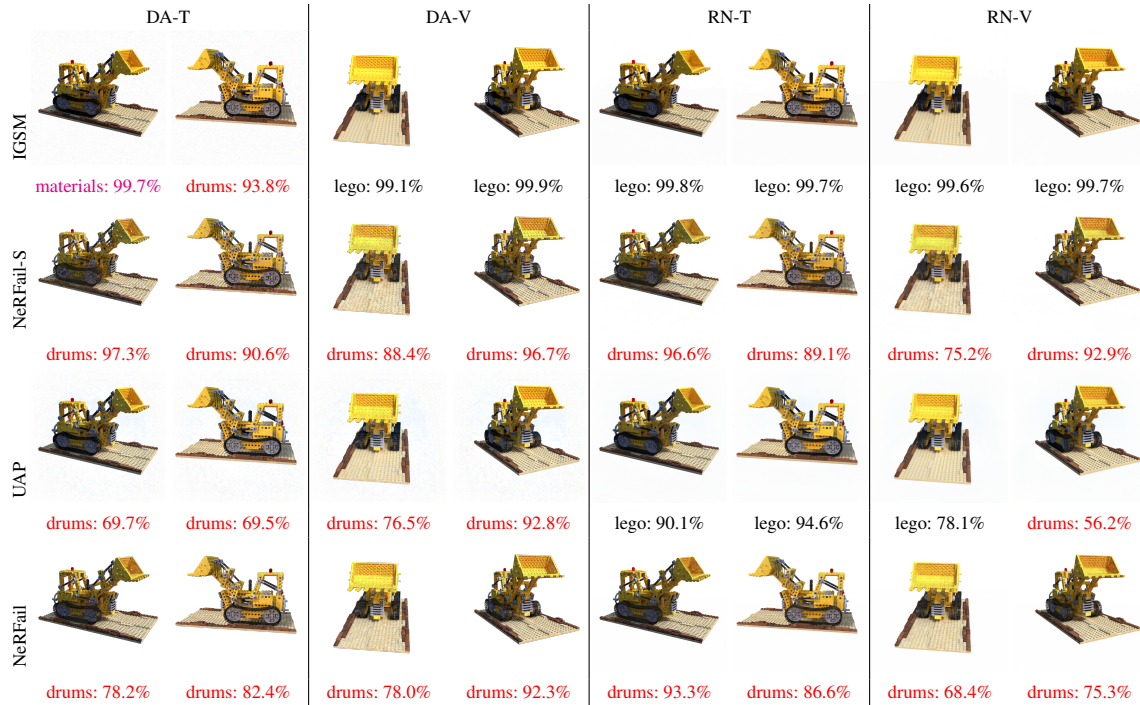 DA-T DA-V RN-T RN-V
IGSM
materials: 99.7% drums: 93.8% lego: 99.1% lego: 99.9% lego: 99.8% lego: 99.7% lego: 99.6% lego: 99.7%
NeRFail-S
drums: 97.3% drums: 90.6% drums: 88.4% drums: 96.7% drums: 96.6% drums: 89.1% drums: 75.2% drums: 92.9%
UAP
drums: 69.7% drums: 69.5% drums: 76.5% drums: 92.8% lego: 90.1% lego: 94.6% lego: 78.1% drums: 56.2%
NeRFail
drums: 78.2% drums: 82.4% drums: 78.0% drums: 92.3% drums: 93.3% drums: 86.6% drums: 68.4% drums: 75.3%